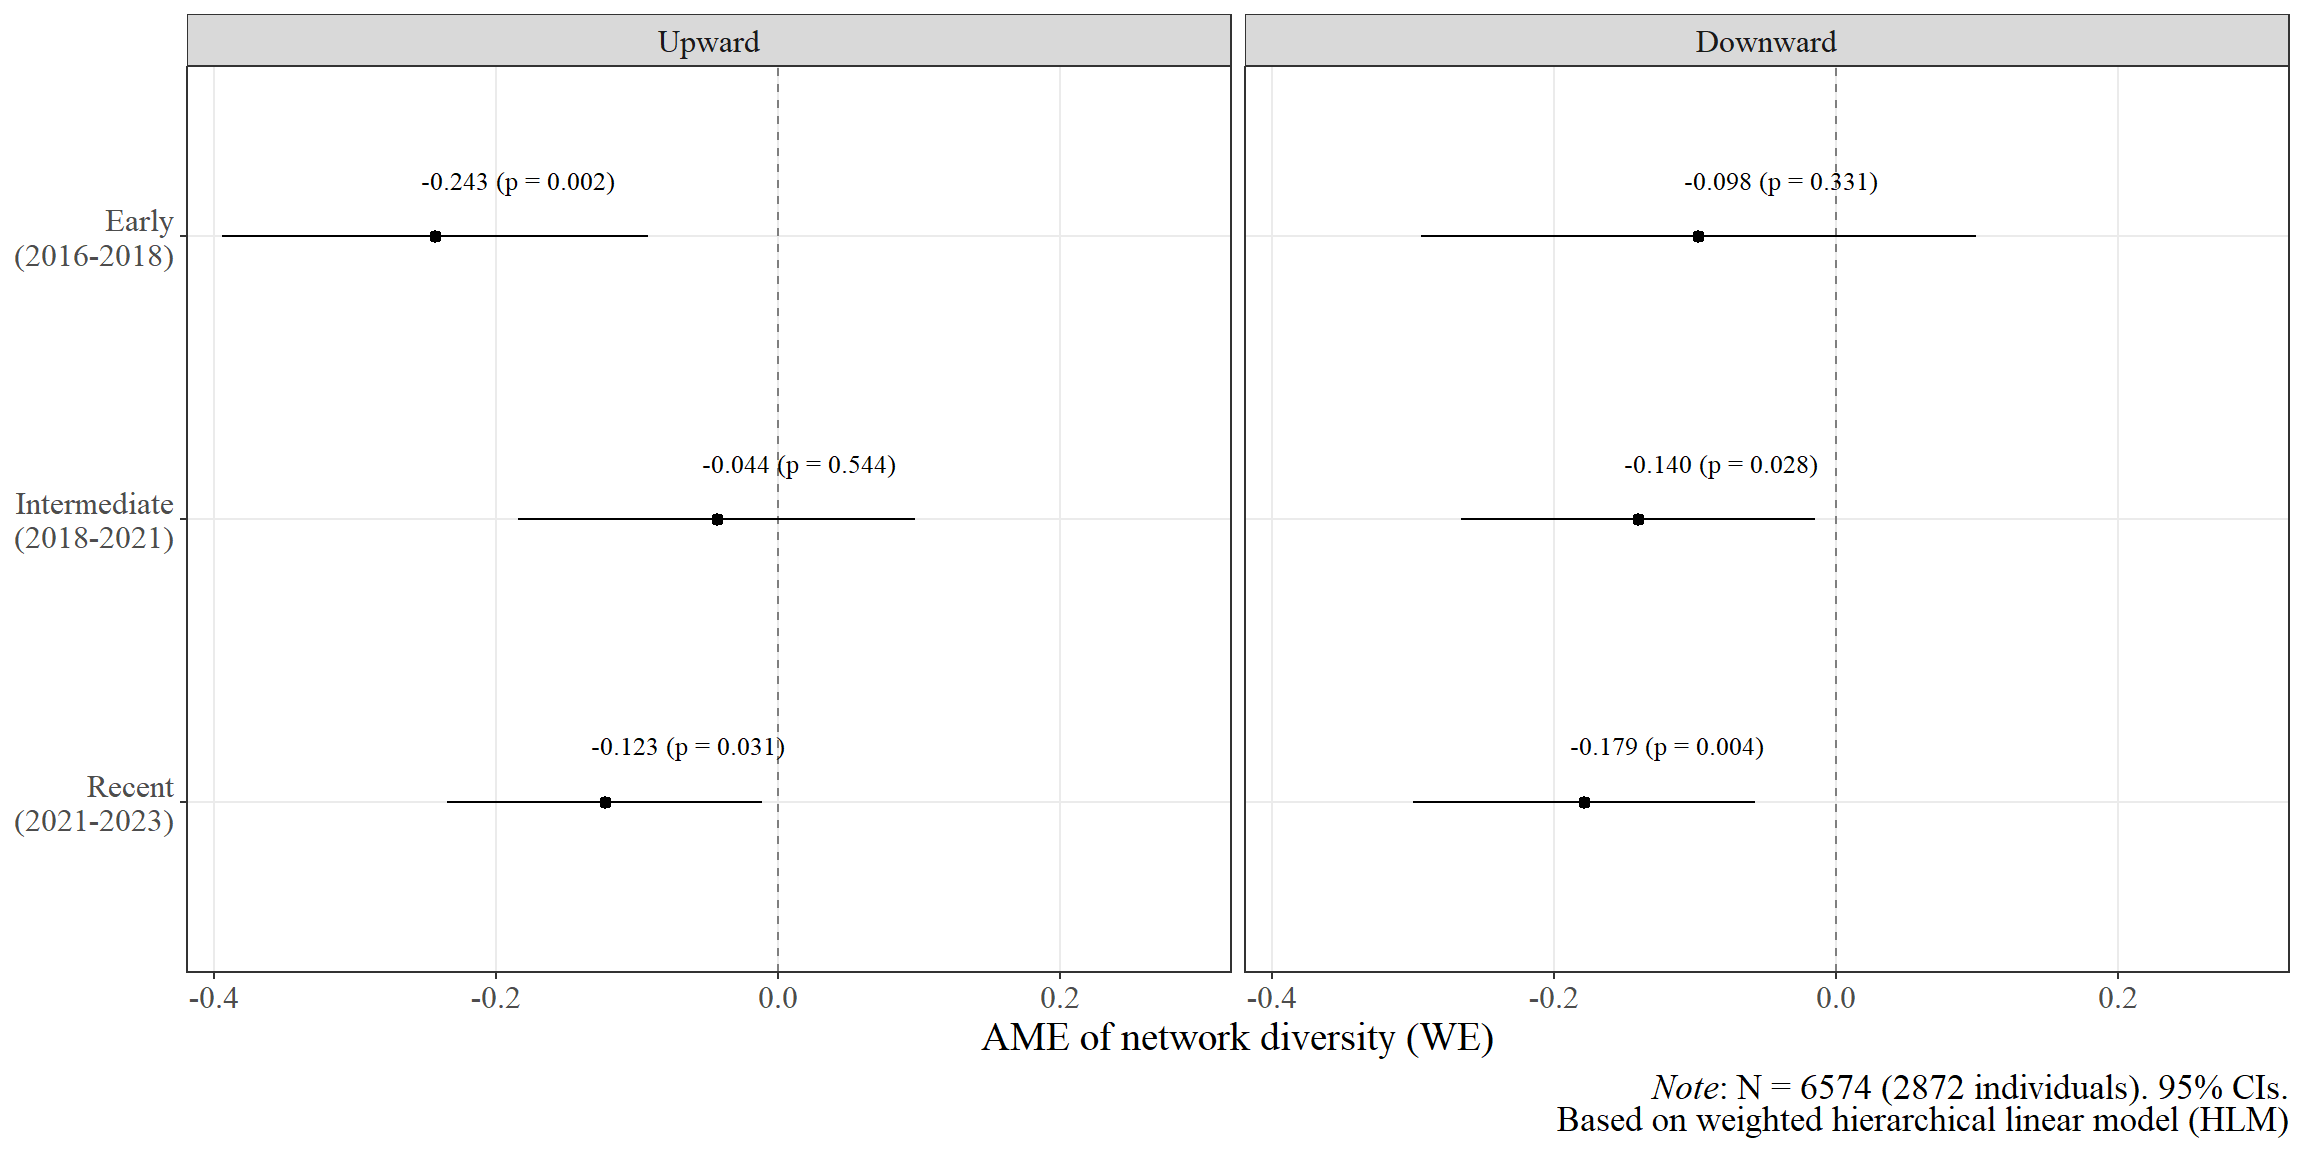 Upward
Downward
Early
(2016-2018)
-0.243 (p = 0.002)
-0.098 (p = 0.331)
Intermediate
(2018-2021)
-0.044 (p = 0.544)
-0.140 (p = 0.028)
Recent
(2021-2023)
-0.123 (p = 0.031)
-0.179 (p = 0.004)
-0.4 -0.2 0.0 0.2
-0.4 -0.2 0.0 0.2
AME of network diversity (WE)
Note: N = 6574 (2872 individuals). 95% CIs.
Based on weighted hierarchical linear model (HLM)